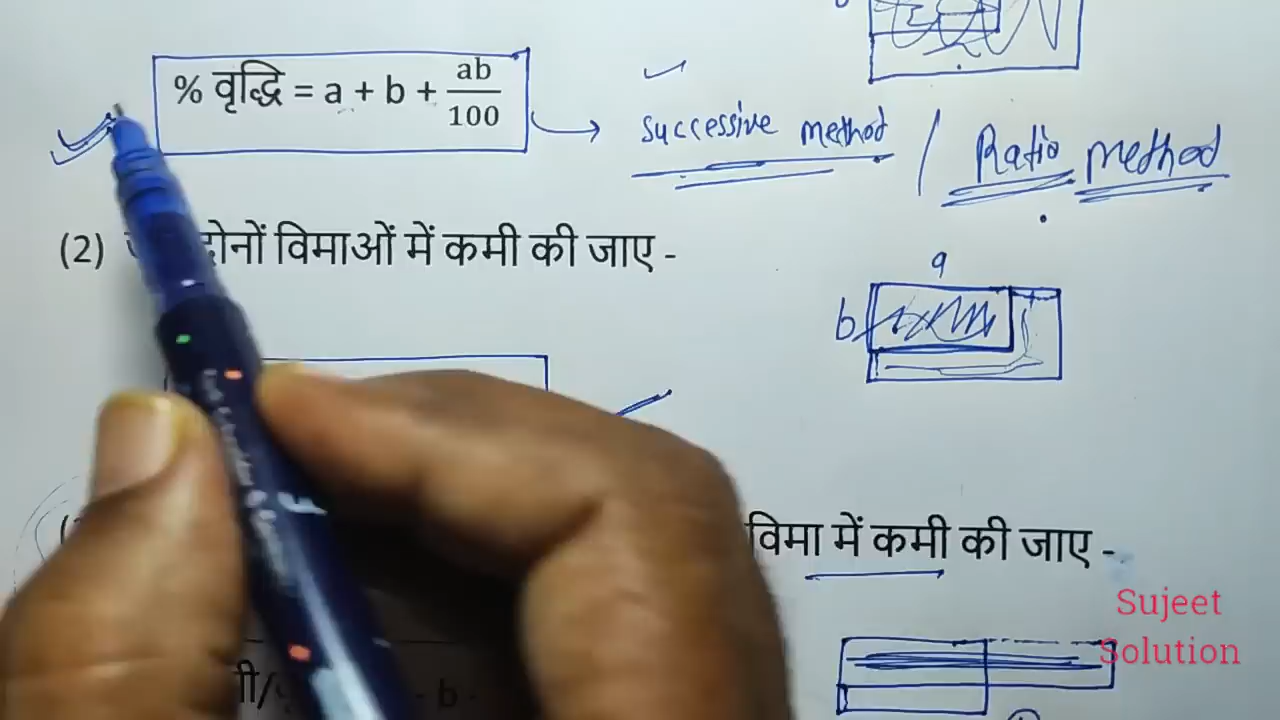 % वृद्धि = a + b + ab/100
successive method / Ratio method
(2) दोनों विमाओं में कमी की जाए -
a
b
विमा में कमी की जाए -
Sujeet
Solution
- b -